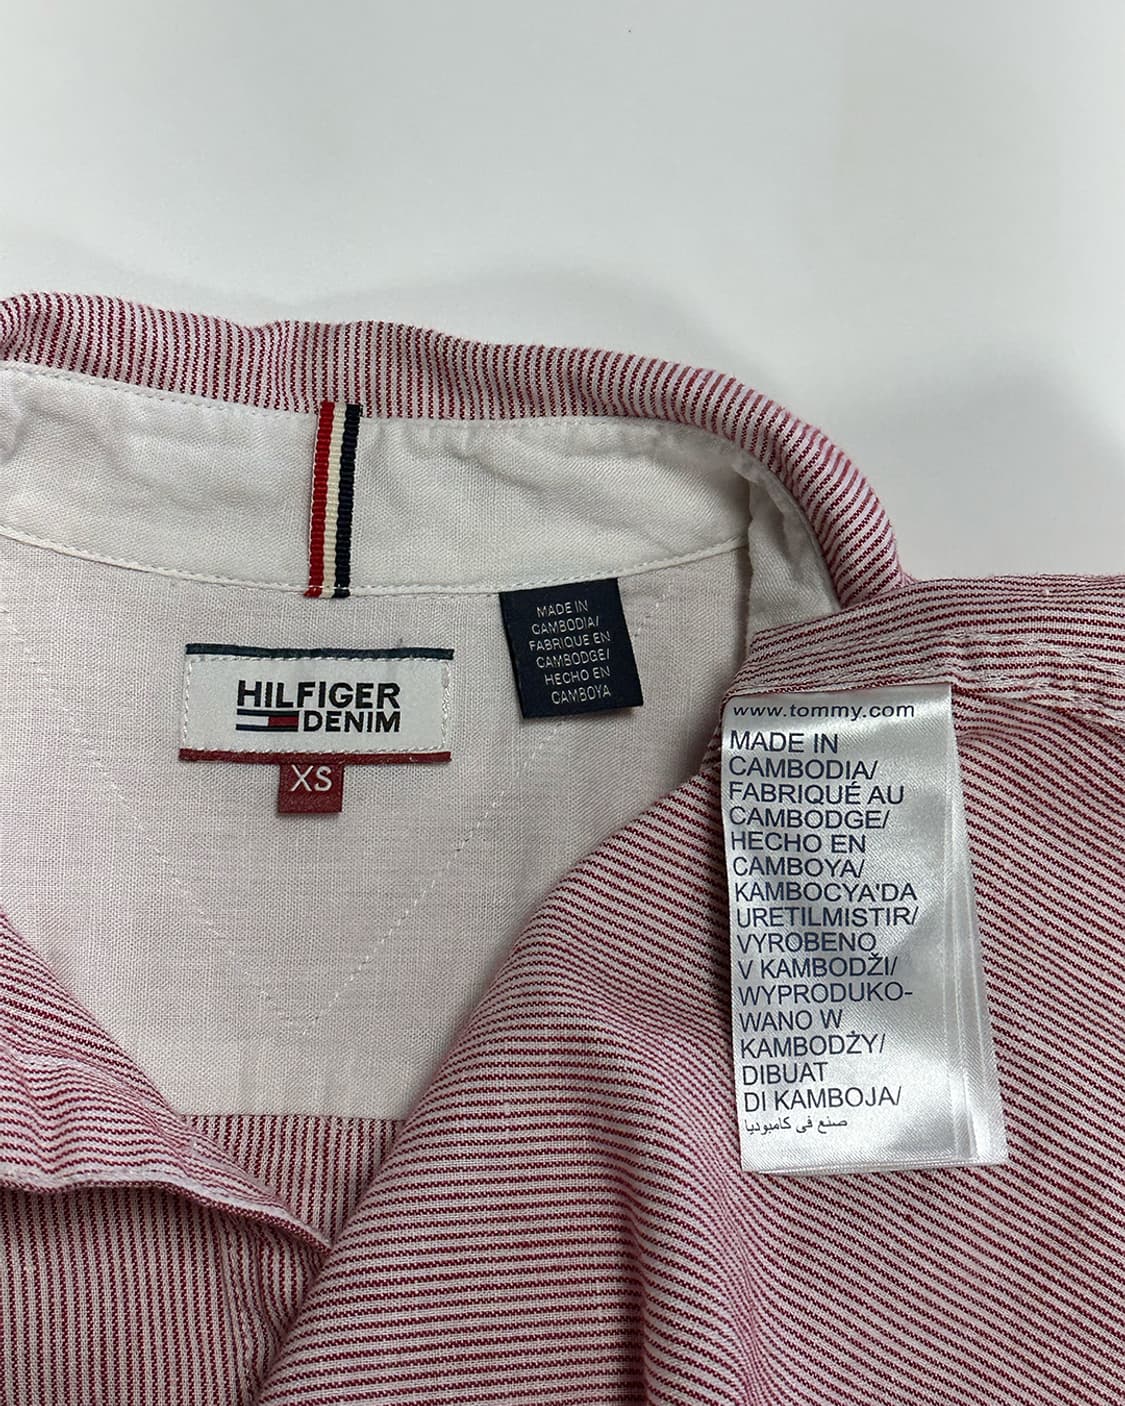 HILFIGER
DENIM
XS
MADE IN
CAMBODIA/
FABRIQUE EN
CAMBODGE/
HECHO EN
CAMBOYA
www.tommy.com
MADE IN
CAMBODIA/
FABRIQUÉ AU
CAMBODGE/
HECHO EN
CAMBOYA/
KAMBOCYA'DA
URETILMISTIR/
VYROBENO
V KAMBODŽI/
WYPRODUKO-
WANO W
KAMBODŻY/
DIBUAT
DI KAMBOJA/
صنع في كامبوديا